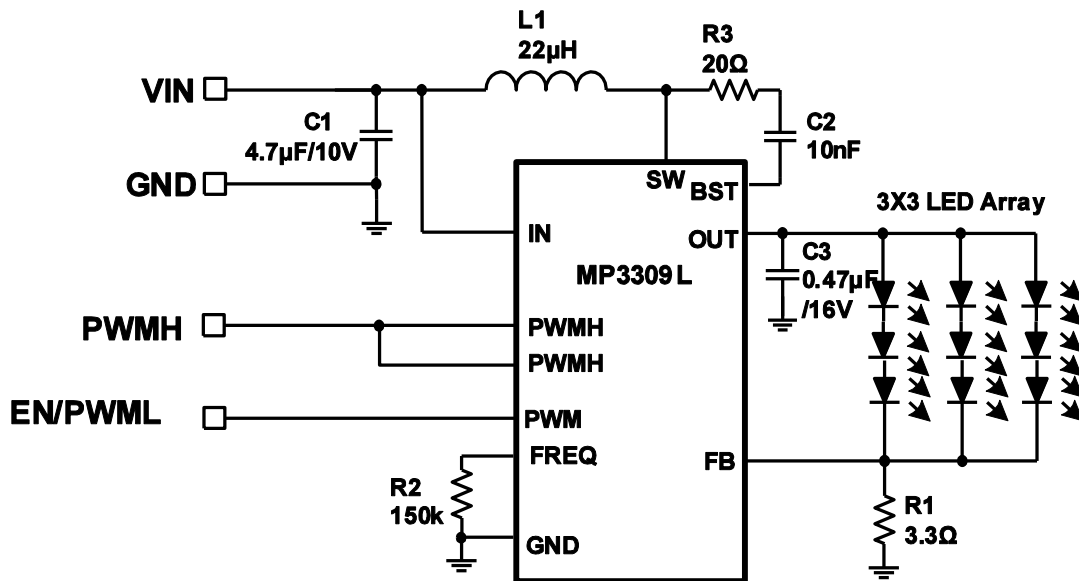 L1
22µH
R3
20Ω
VIN
C1
4.7µF/10V
C2
10nF
GND
SW
BST
3X3 LED Array
IN
OUT
MP3309L
C3
0.47µF
/16V
PWMH
PWMH
PWMH
EN/PWML
PWM
FREQ
FB
R2
150k
R1
3.3Ω
GND